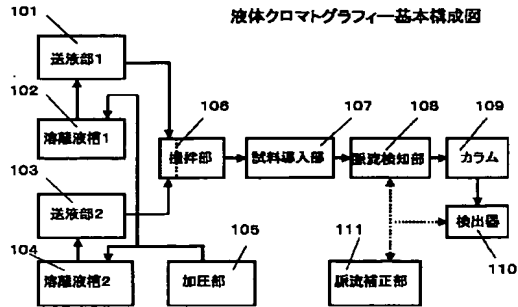 液体クロマトグラフィー基本構成図
101
送液部1
102
溶離液槽1
103
送液部2
104
溶離液槽2
105
加圧部
106
攪拌部
107
試料導入部
108
脈流検知部
109
カラム
検出器
110
111
脈流補正部